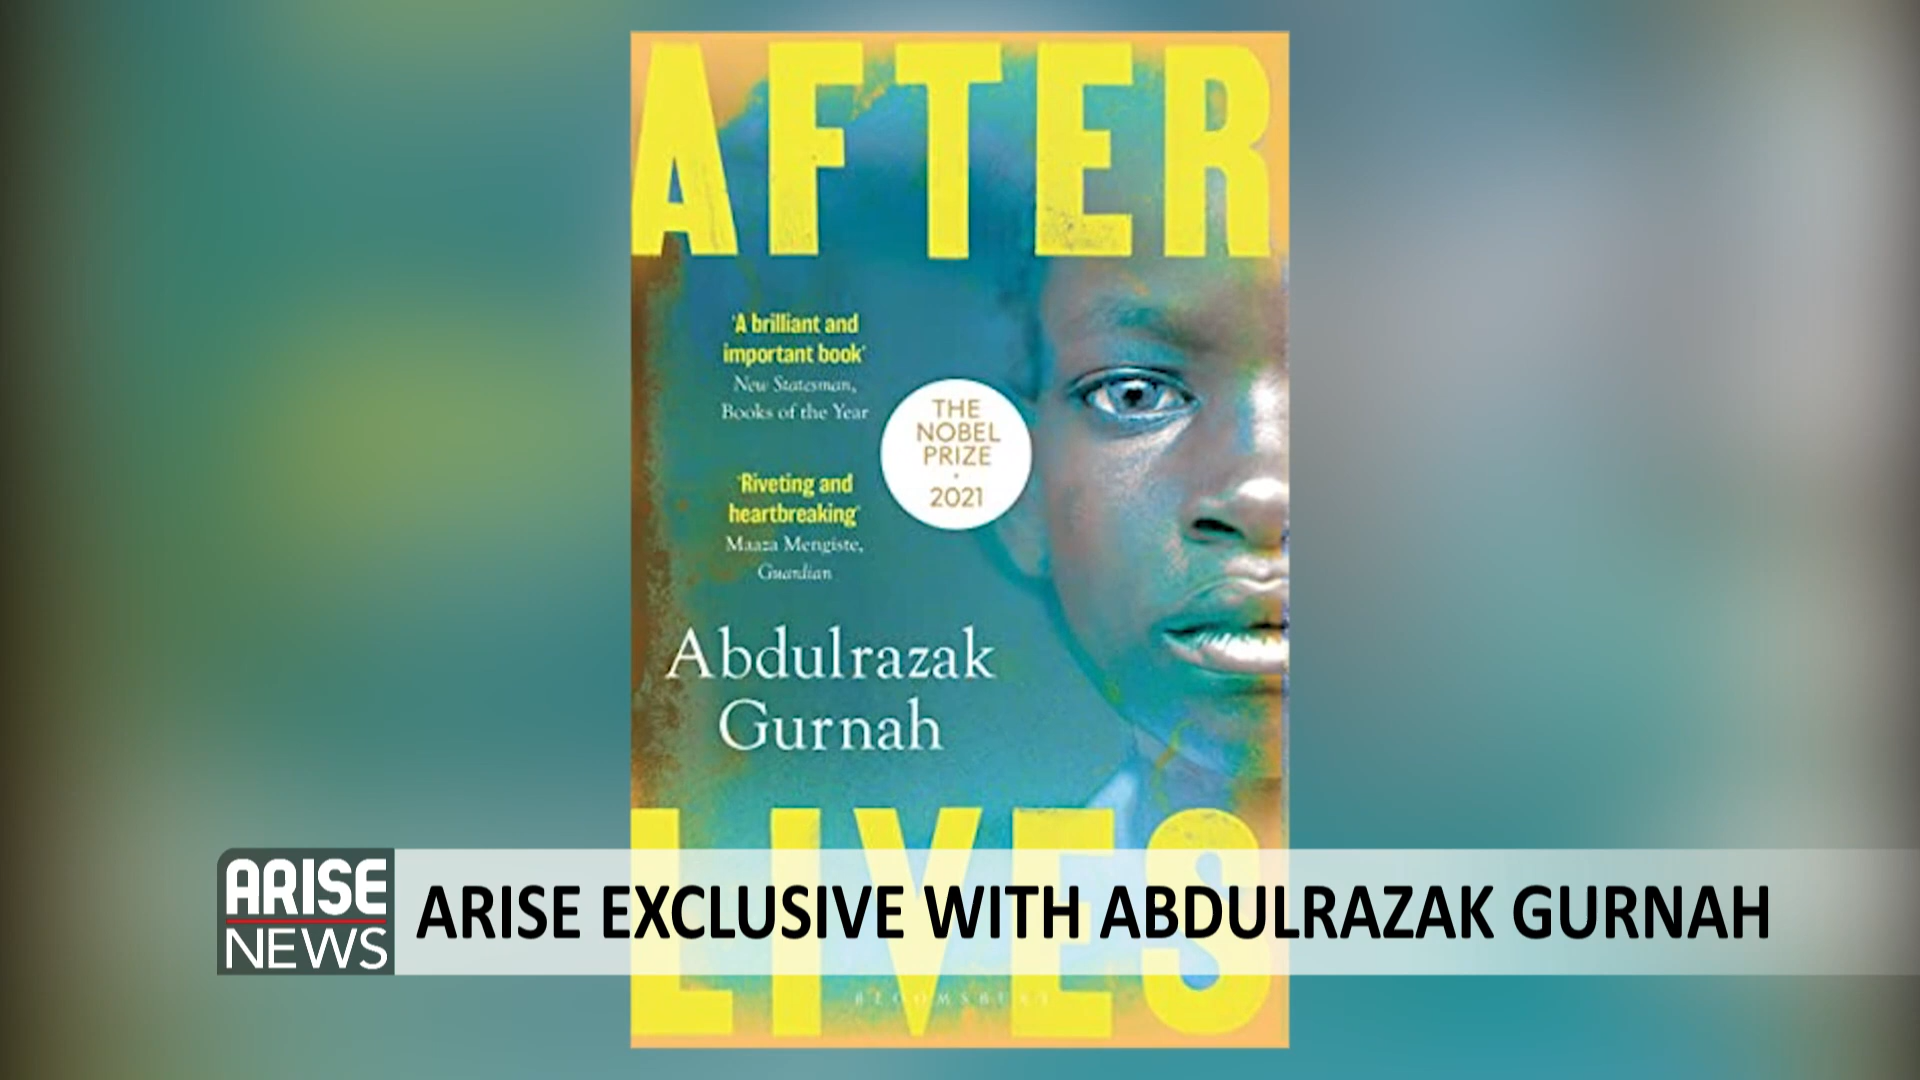 AFTER
'A brilliant and
important book'
New Statesman,
Books of the Year
THE
NOBEL
PRIZE
·
2021
'Riveting and
heartbreaking'
Maaza Mengiste,
Guardian
Abdulrazak
Gurnah
LIVES
ARISE
NEWS
ARISE EXCLUSIVE WITH ABDULRAZAK GURNAH
BLOOMSBURY